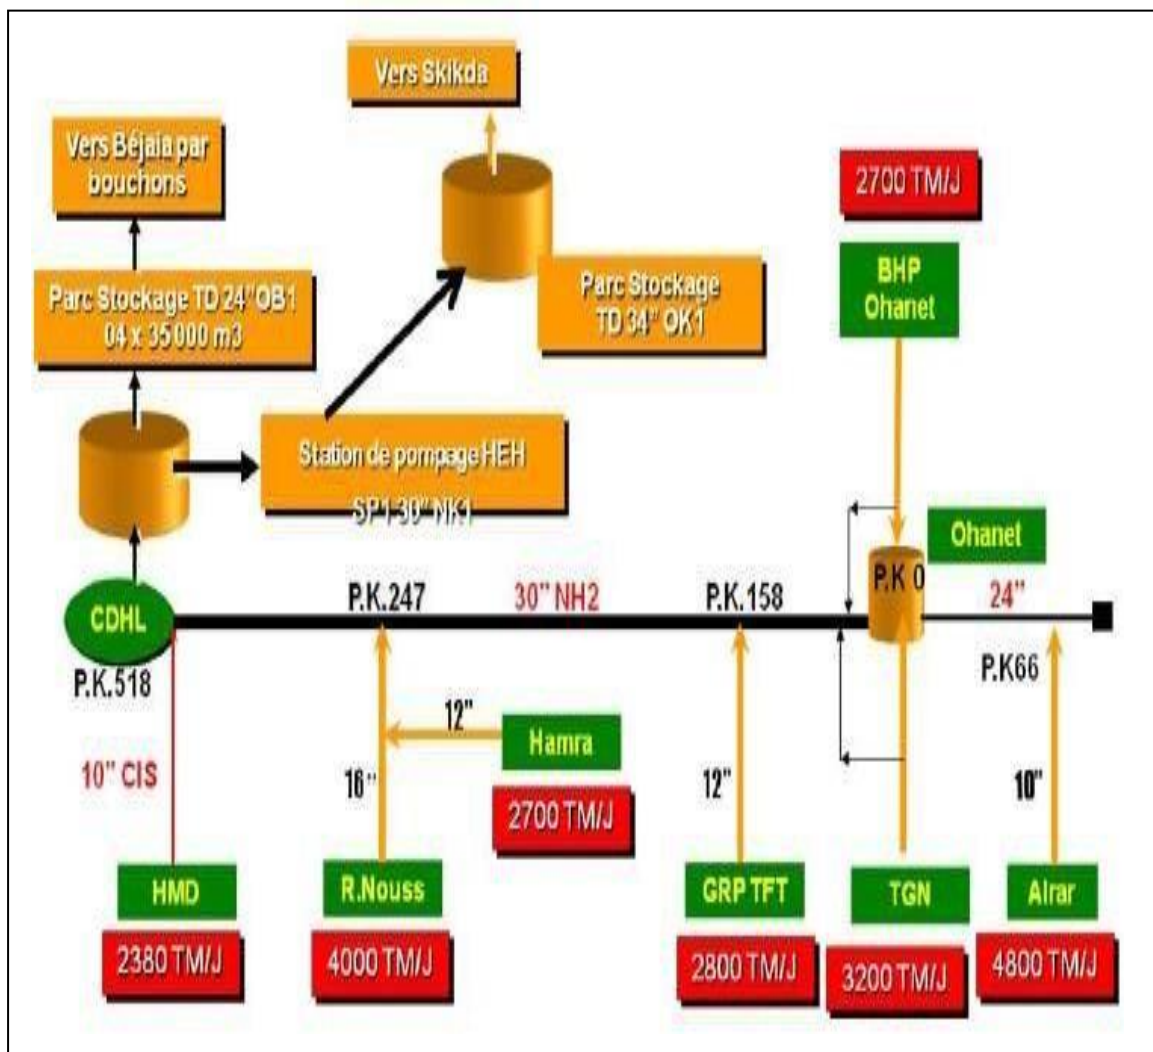 Vers Skikda
Vers Béjaia par
bouchons
2700 TM/J
Parc Stockage TD 24" OB1
04 x 35 000 m3
Parc Stockage
TD 34" OK1
BHP
Ohanet
Station de pompage HEH
SP1 30" NK1
Ohanet
CDHL
P.K.247
30" NH2
P.K.158
P.K 0
24"
P.K.518
P.K66
12"
Hamra
10" CIS
16"
2700 TM/J
12"
10"
HMD
R.Nouss
GRP TFT
TGN
Alrar
2380 TM/J
4000 TM/J
2800 TM/J
3200 TM/J
4800 TM/J